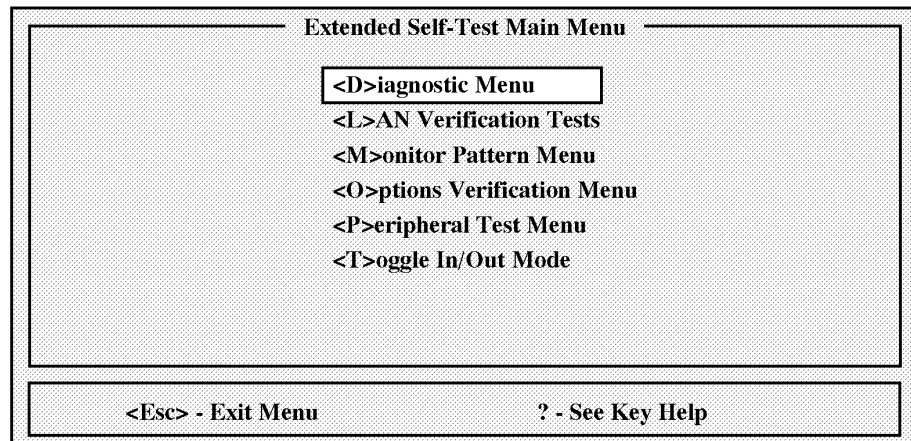 Extended Self-Test Main Menu
<D>iagnostic Menu
<L>AN Verification Tests
<M>onitor Pattern Menu
<O>ptions Verification Menu
<P>eripheral Test Menu
<T>oggle In/Out Mode
<Esc> - Exit Menu ? - See Key Help